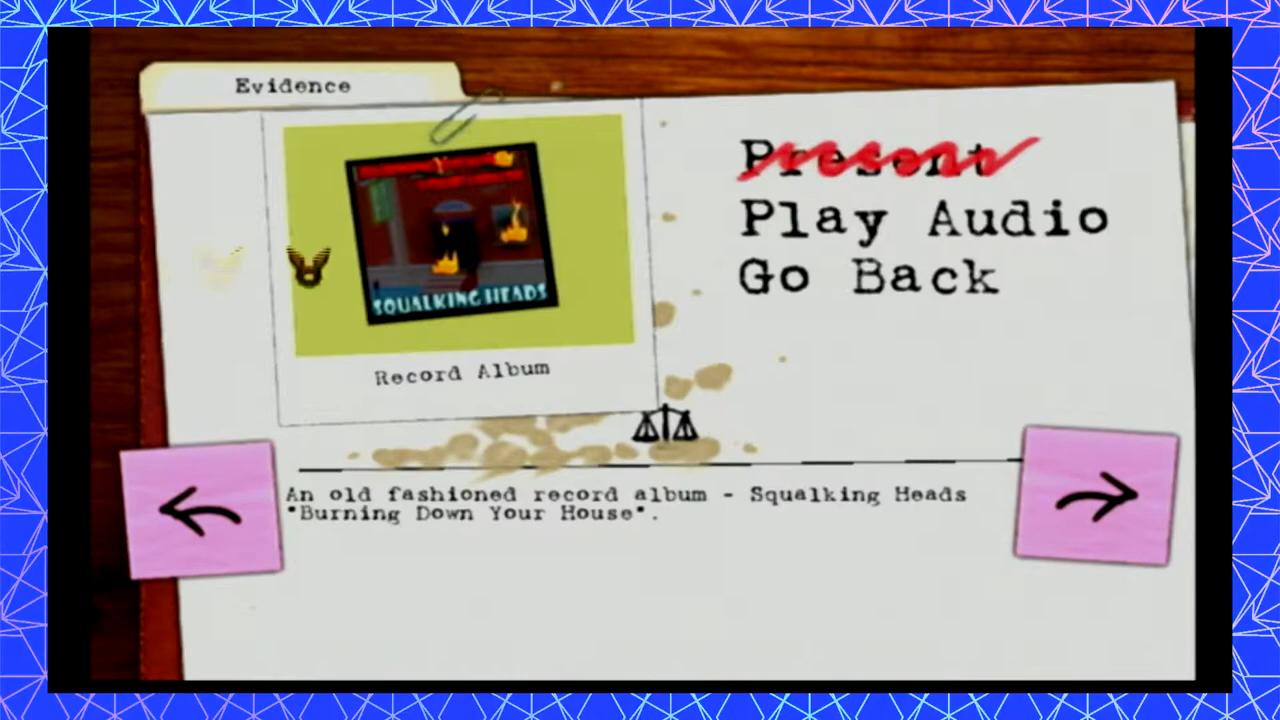 Evidence
Present
Play Audio
Go Back
SQUALKING HEADS
Record Album
An old fashioned record album - Squalking Heads
"Burning Down Your House".